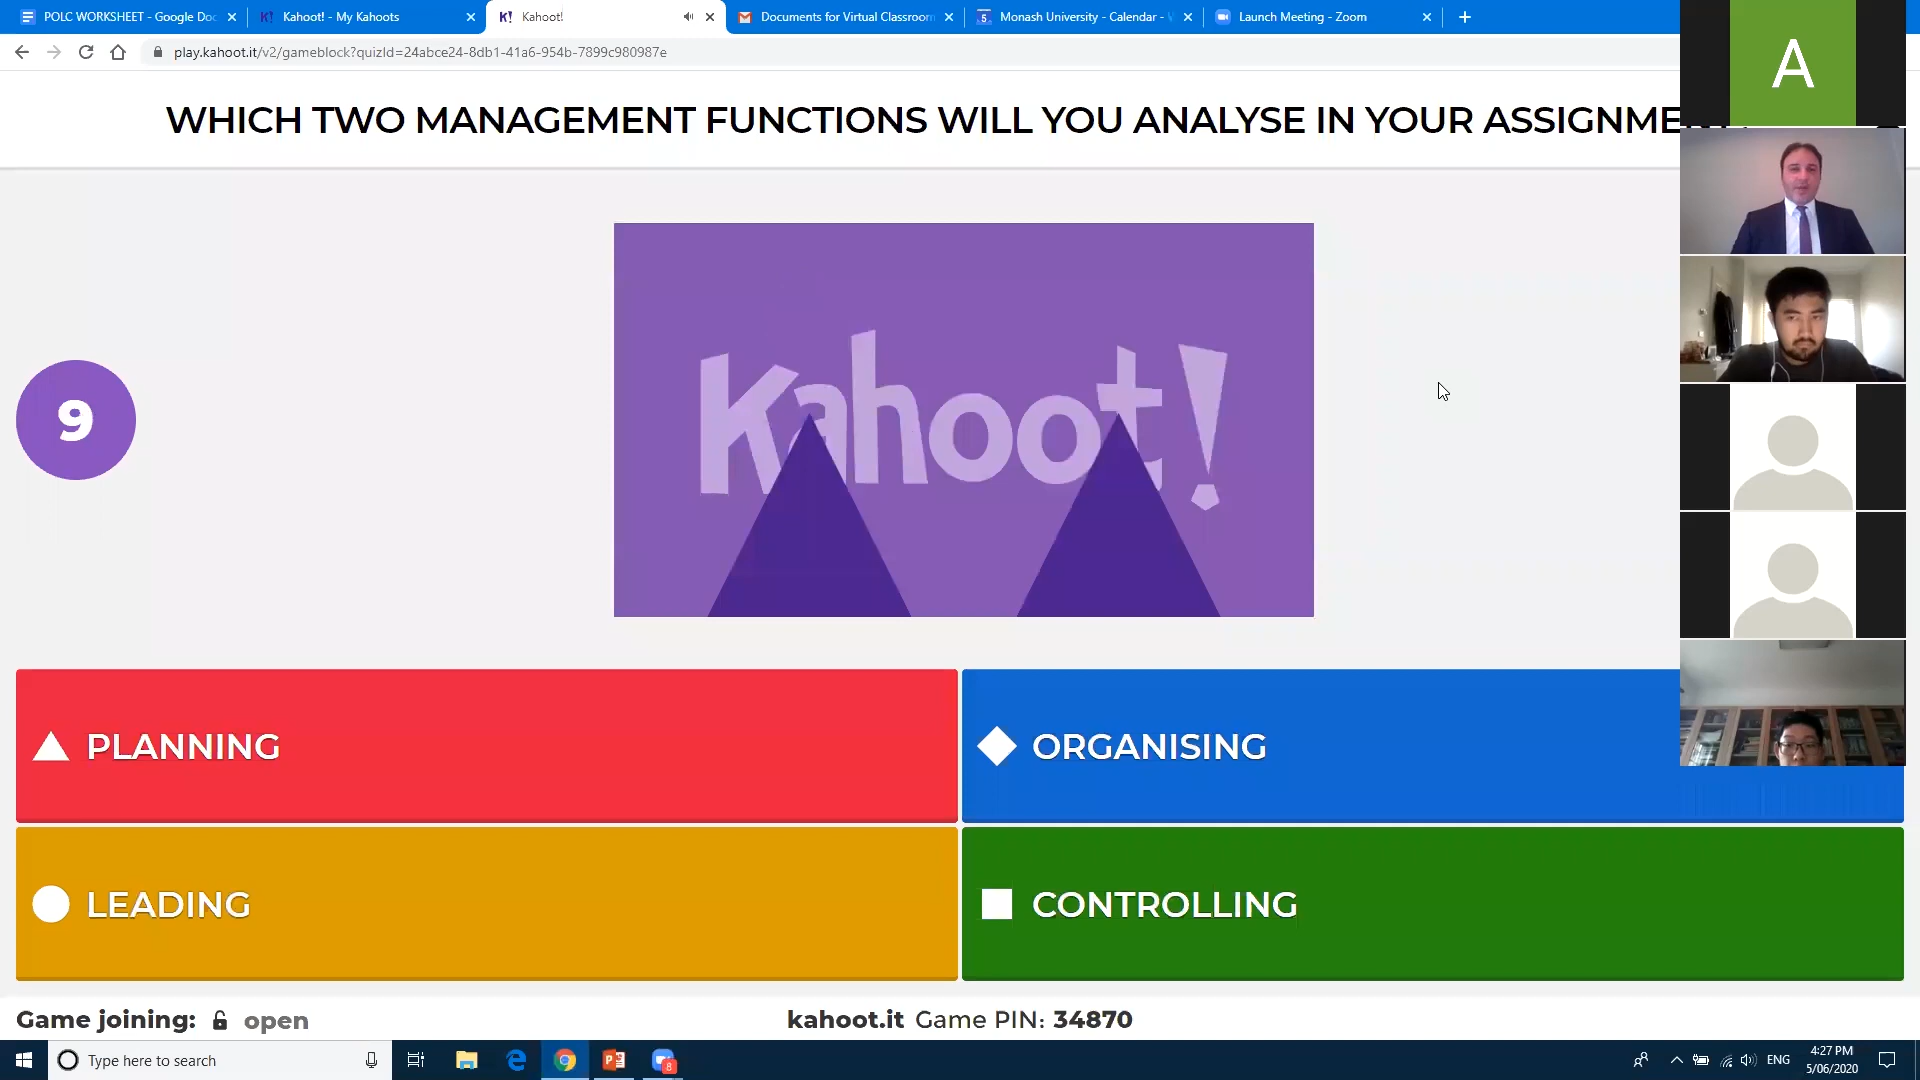 POLC WORKSHEET - Google Doc
Kahoot! - My Kahoots
Kahoot!
Documents for Virtual Classroom
Monash University - Calendar -
Launch Meeting - Zoom
play.kahoot.it/v2/gameblock?quizId=24abce24-8db1-41a6-954b-7899c980987e
WHICH TWO MANAGEMENT FUNCTIONS WILL YOU ANALYSE IN YOUR ASSIGNME
A
9
Kahoot!
PLANNING
ORGANISING
LEADING
CONTROLLING
Game joining: open
kahoot.it Game PIN: 34870
Type here to search
8
ENG
4:27 PM
5/06/2020